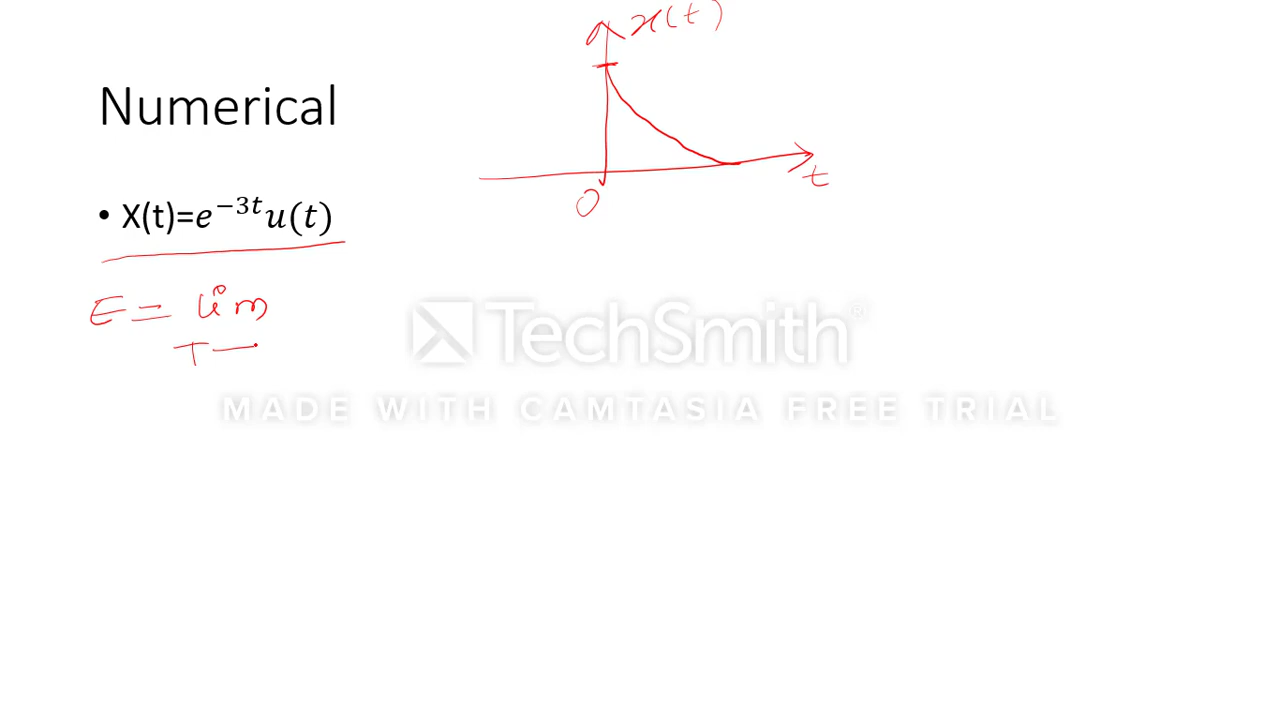 x(t)
Numerical
t
0
• X(t)=e^{-3t}u(t)
E = lim
T —
TechSmith®
MADE WITH CAMTASIA FREE TRIAL